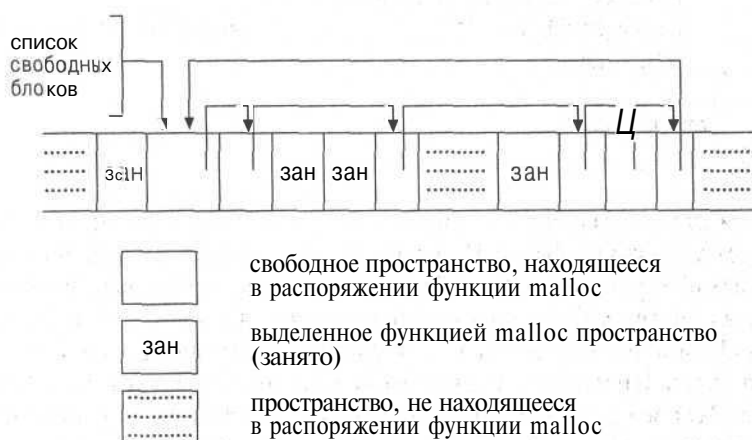 список
свободных
блоков
Ц
зан
зан
зан
зан
свободное пространство, находящееся
в распоряжении функции malloc
зан
выделенное функцией malloc пространство
(занято)
пространство, не находящееся
в распоряжении функции malloc